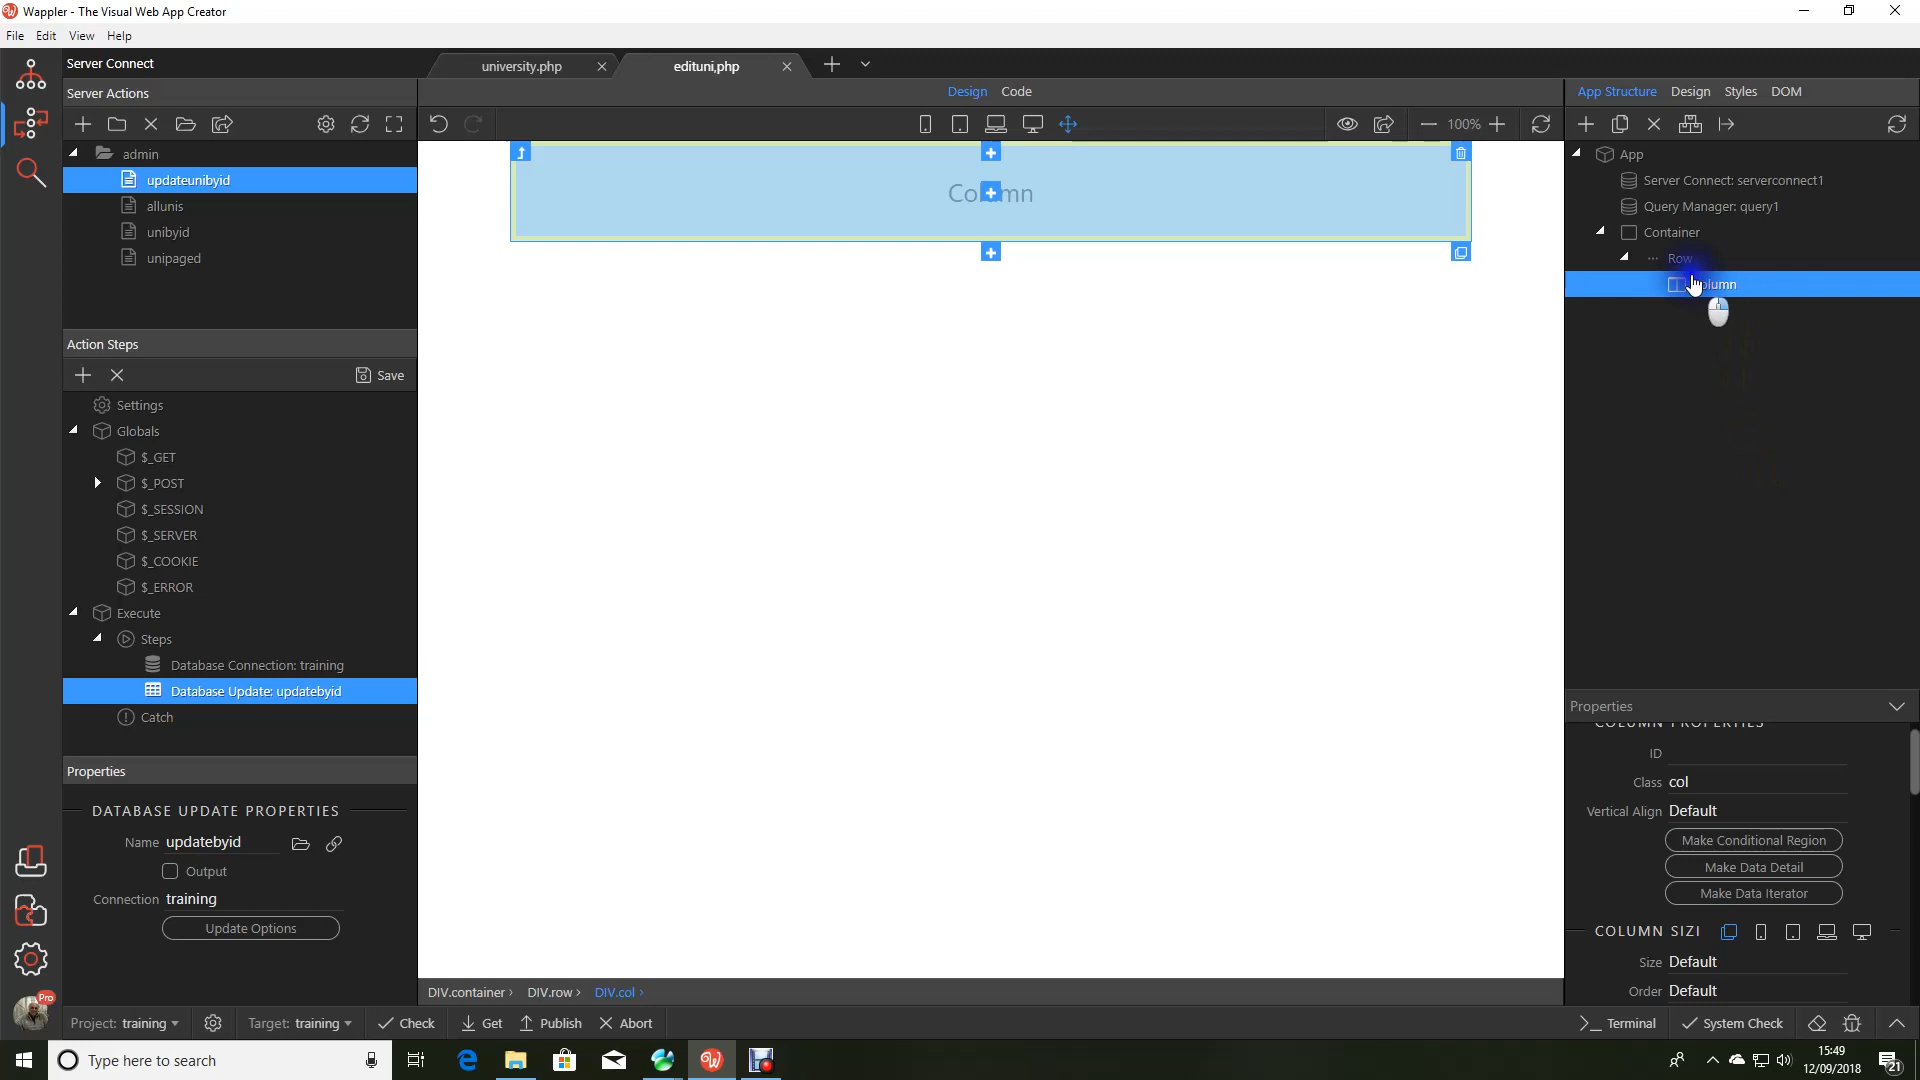 Wappler - The Visual Web App Creator
File Edit View Help
Server Connect
university.php
edituni.php
Server Actions
Design Code
App Structure Design Styles DOM
100%
admin
updateunibyid
allunis
unibyid
unipaged
Column
App
Server Connect: serverconnect1
Query Manager: query1
Container
Row
Action Steps
Save
Settings
Globals
$_GET
$_POST
$_SESSION
$_SERVER
$_COOKIE
$_ERROR
Execute
Steps
Database Connection: training
Database Update: updatebyid
Catch
Properties
DATABASE UPDATE PROPERTIES
Name updatebyid
Output
Connection training
Update Options
Properties
COLUMN PROPERTIES
ID
Class col
Vertical Align Default
Make Conditional Region
Make Data Detail
Make Data Iterator
COLUMN SIZI
Size Default
Order Default
DIV.container › DIV.row › DIV.col ›
Pro
Project: training
Target: training
Check
Get
Publish
Abort
Terminal
System Check
Type here to search
15:49
12/09/2018
21